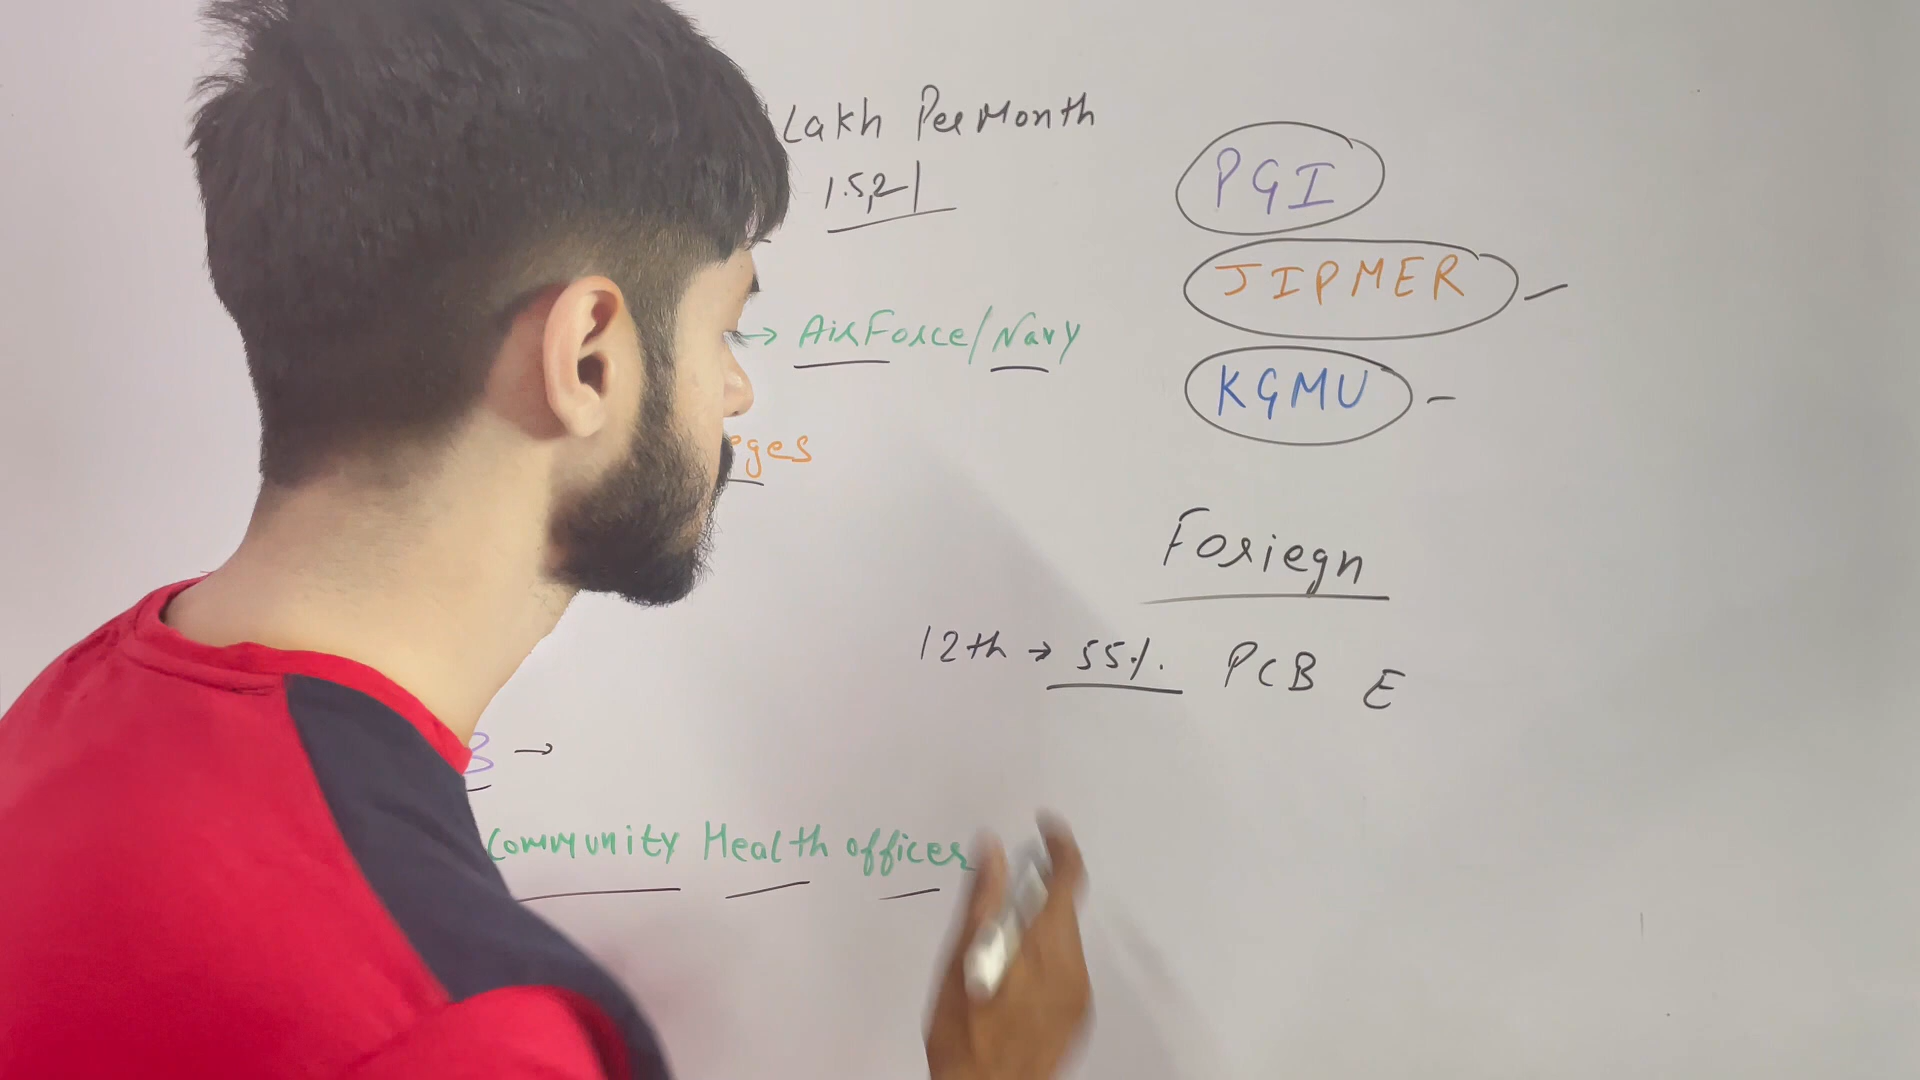 Lakh Per Month
1.5,2
→ AirForce/Navy
eges
→
Community Health officer
PGI
JIPMER -
KGMU -
Foriegn
12th → 55%. PCB E